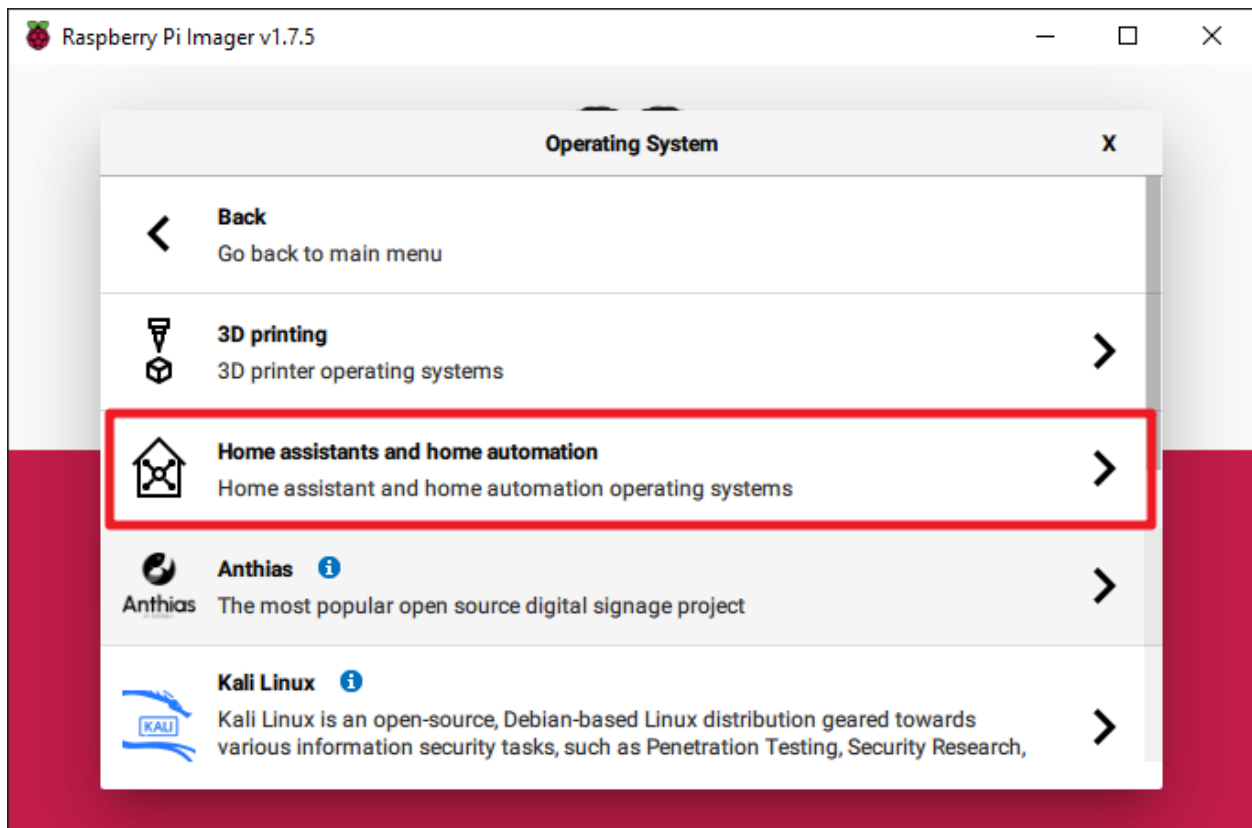 Raspberry Pi Imager v1.7.5
Operating System X
Back
Go back to main menu
3D printing
3D printer operating systems
Home assistants and home automation
Home assistant and home automation operating systems
Anthias
Anthias
The most popular open source digital signage project
Kali Linux
KALI
Kali Linux is an open-source, Debian-based Linux distribution geared towards
various information security tasks, such as Penetration Testing, Security Research,